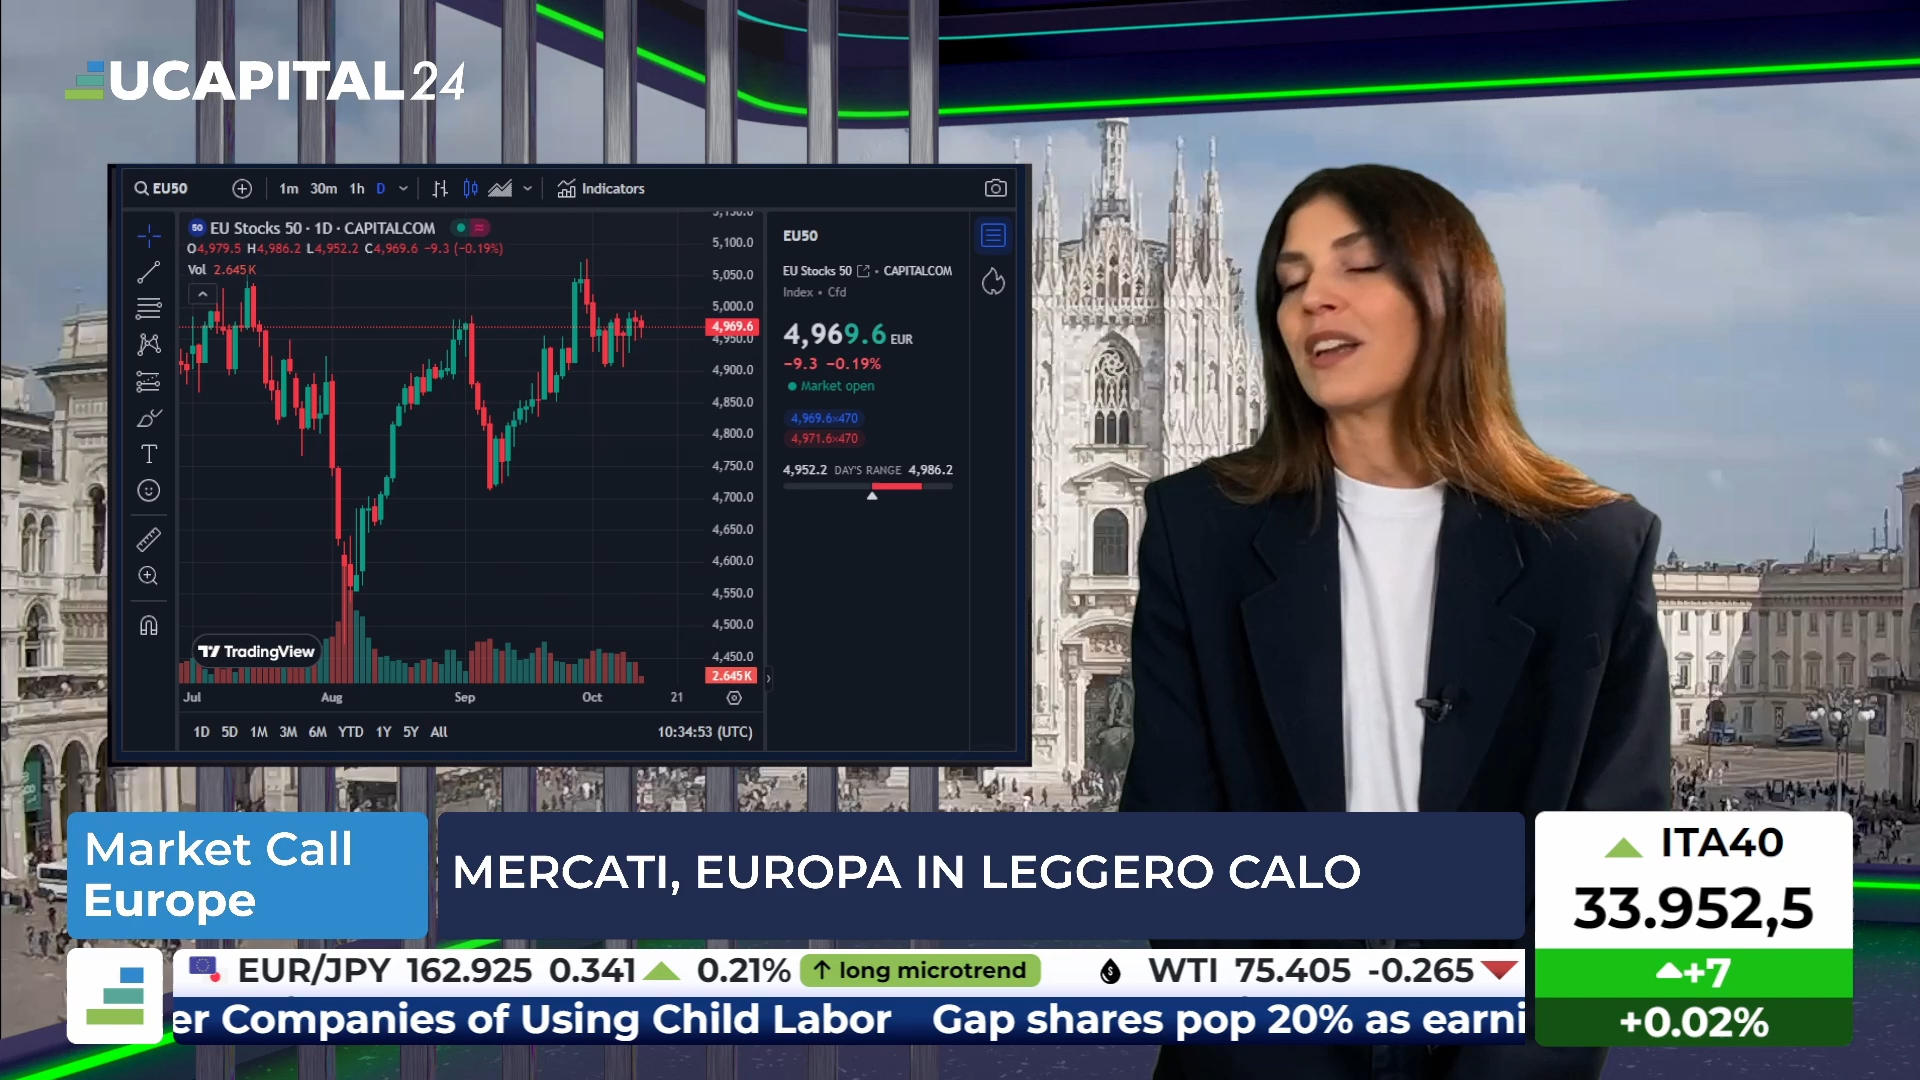 UCAPITAL24
EU50
1m 30m 1h D
Indicators
50 EU Stocks 50 · 1D · CAPITALCOM
O4,979.5 H4,986.2 L4,952.2 C4,969.6 −9.3 (−0.19%)
Vol 2.645K
5,150.0
5,100.0
5,050.0
5,000.0
4,969.6
4,950.0
4,900.0
4,850.0
4,800.0
4,750.0
4,700.0
4,650.0
4,600.0
4,550.0
4,500.0
4,450.0
2.645K
TradingView
Jul Aug Sep Oct 21
1D 5D 1M 3M 6M YTD 1Y 5Y All
10:34:53 (UTC)
EU50
EU Stocks 50 • CAPITALCOM
Index • Cfd
4,969.6 EUR
−9.3 −0.19%
Market open
4,969.6×470
4,971.6×470
4,952.2 DAY'S RANGE 4,986.2
Market Call
Europe
MERCATI, EUROPA IN LEGGERO CALO
ITA40
33.952,5
+7
+0.02%
EUR/JPY 162.925 0.341 0.21% ↑ long microtrend WTI 75.405 -0.265
er Companies of Using Child Labor Gap shares pop 20% as earni